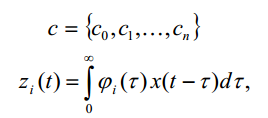 c = {c₀,c₁,…,cₙ}
zᵢ(t) = ∫₀^∞ φᵢ(τ)x(t − τ)dτ,